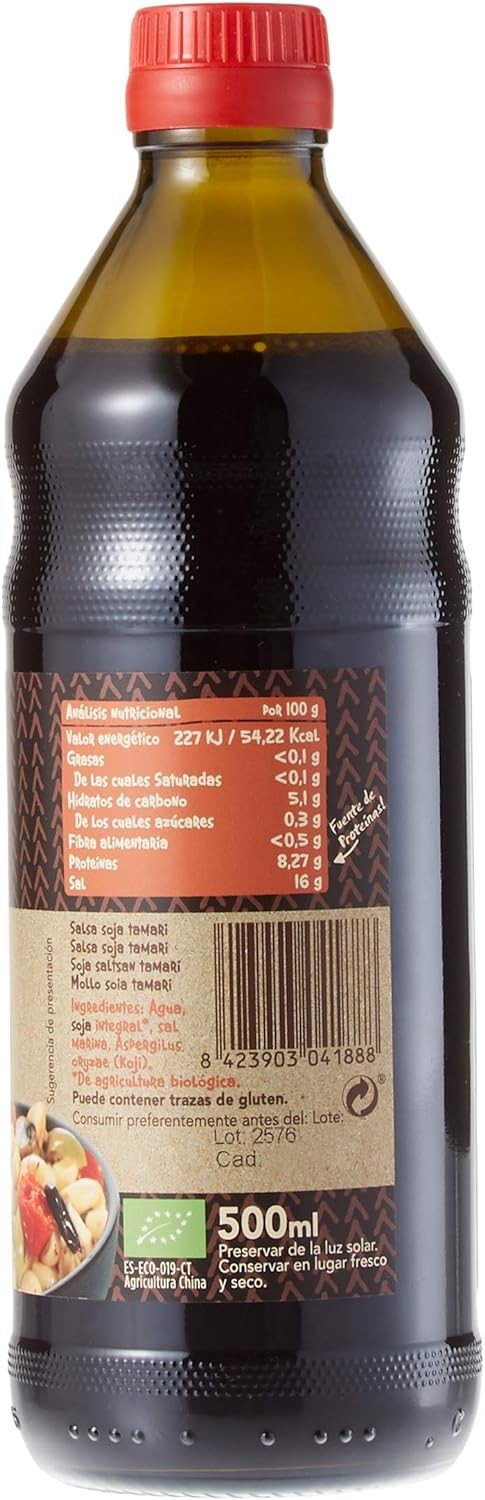 Análisis nutricional Por 100 g
Valor energético 227 KJ / 54,22 Kcal
Grasas <0,1 g
De las cuales Saturadas <0,1 g
Hidratos de carbono 5,1 g
De los cuales azúcares 0,3 g
Fibra alimentaria <0,5 g
Proteínas 8,27 g
Sal 16 g
Fuente de
Proteínas!
Sugerencia de presentación
Salsa soja tamari
Salsa soja tamari
Soja saltsan tamari
Mollo soia tamari
Ingredientes: Agua,
soja integral*, sal
marina, Aspergilus
oryzae (Koji).
*De agricultura biológica.
Puede contener trazas de gluten.
8 423903 041888
Consumir preferentemente antes del: Lote:
Lot: 2576
Cad:
ES-ECO-019-CT
Agricultura China
500ml
Preservar de la luz solar.
Conservar en lugar fresco
y seco.